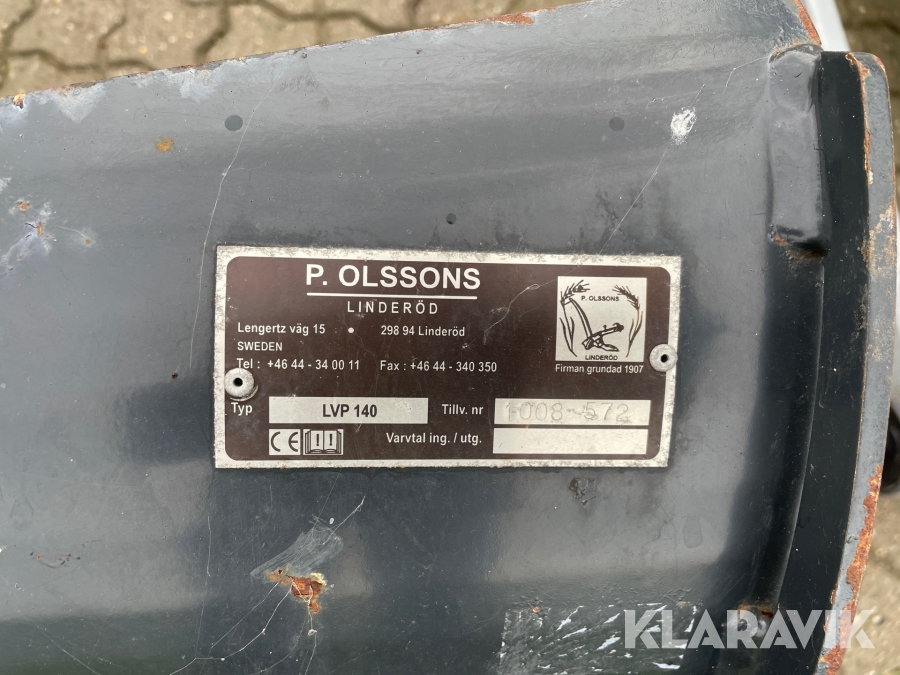 P. OLSSONS
LINDERÖD
Lengertz väg 15 • 298 94 Linderöd
SWEDEN
Tel : +46 44 - 34 00 11 Fax : +46 44 - 340 350
P. OLSSONS
LINDERÖD
Firman grundad 1907
Typ LVP 140 Tillv. nr 1008-572
CE Varvtal ing. / utg.
KLARAVIK